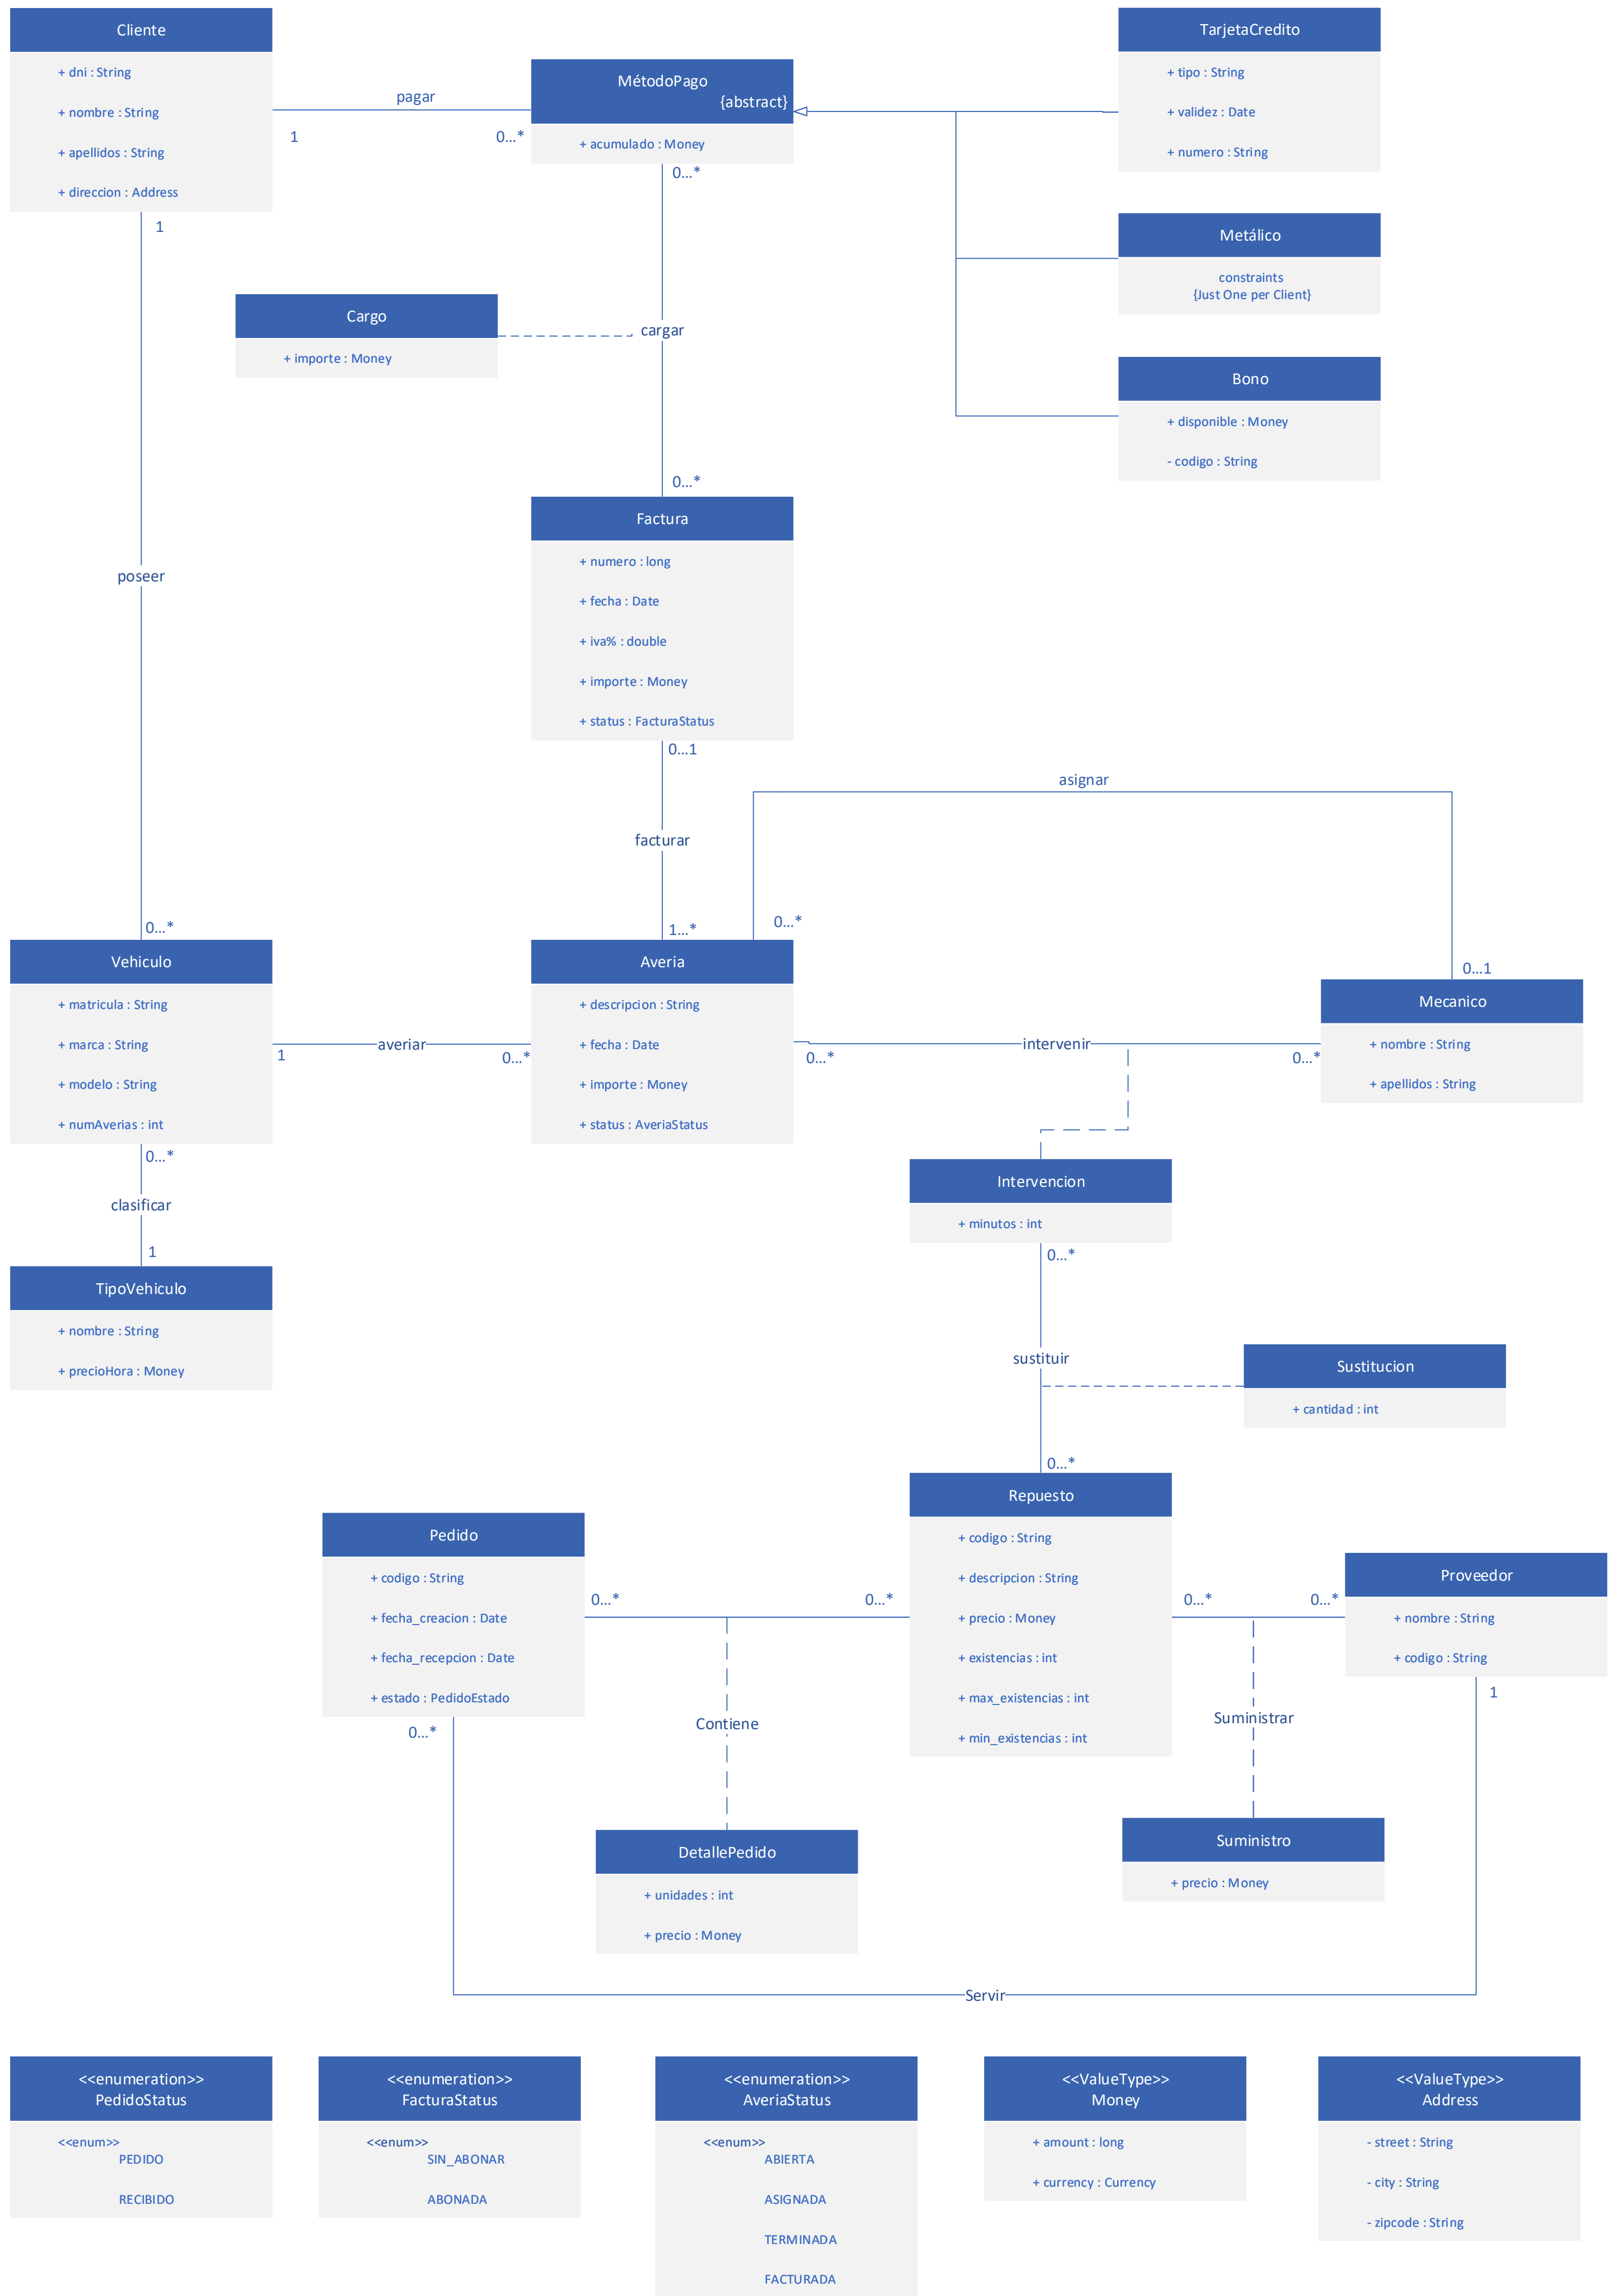 Cliente
+ dni : String
+ nombre : String
+ apellidos : String
+ direccion : Address
pagar
1
0...*
MétodoPago
{abstract}
+ acumulado : Money
0...*
TarjetaCredito
+ tipo : String
+ validez : Date
+ numero : String
Metálico
constraints
{Just One per Client}
Bono
+ disponible : Money
- codigo : String
1
Cargo
+ importe : Money
cargar
0...*
Factura
+ numero : long
+ fecha : Date
+ iva% : double
+ importe : Money
+ status : FacturaStatus
0...1
poseer
asignar
facturar
0...*
1...*
0...*
0...1
Vehiculo
+ matricula : String
+ marca : String
+ modelo : String
+ numAverias : int
averiar
1
0...*
Averia
+ descripcion : String
+ fecha : Date
+ importe : Money
+ status : AveriaStatus
intervenir
0...*
0...*
Mecanico
+ nombre : String
+ apellidos : String
0...*
clasificar
1
TipoVehiculo
+ nombre : String
+ precioHora : Money
Intervencion
+ minutos : int
0...*
sustituir
Sustitucion
+ cantidad : int
0...*
Repuesto
+ codigo : String
+ descripcion : String
+ precio : Money
+ existencias : int
+ max_existencias : int
+ min_existencias : int
Pedido
+ codigo : String
+ fecha_creacion : Date
+ fecha_recepcion : Date
+ estado : PedidoEstado
0...*
0...*
0...*
0...*
Proveedor
+ nombre : String
+ codigo : String
1
0...*
Contiene
Suministrar
DetallePedido
+ unidades : int
+ precio : Money
Suministro
+ precio : Money
Servir
<<enumeration>>
PedidoStatus
<<enum>>
PEDIDO
RECIBIDO
<<enumeration>>
FacturaStatus
<<enum>>
SIN_ABONAR
ABONADA
<<enumeration>>
AveriaStatus
<<enum>>
ABIERTA
ASIGNADA
TERMINADA
FACTURADA
<<ValueType>>
Money
+ amount : long
+ currency : Currency
<<ValueType>>
Address
- street : String
- city : String
- zipcode : String